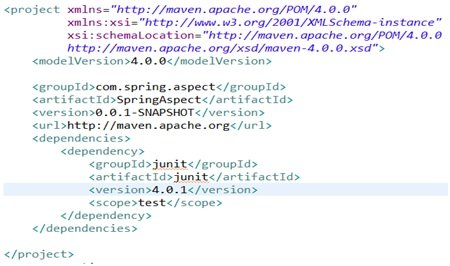 <project xmlns="http://maven.apache.org/POM/4.0.0"
xmlns:xsi="http://www.w3.org/2001/XMLSchema-instance"
xsi:schemaLocation="http://maven.apache.org/POM/4.0.0
http://maven.apache.org/xsd/maven-4.0.0.xsd">
<modelVersion>4.0.0</modelVersion>
<groupId>com.spring.aspect</groupId>
<artifactId>SpringAspect</artifactId>
<version>0.0.1-SNAPSHOT</version>
<url>http://maven.apache.org</url>
<dependencies>
<dependency>
<groupId>junit</groupId>
<artifactId>junit</artifactId>
<version>4.0.1</version>
<scope>test</scope>
</dependency>
</dependencies>
</project>